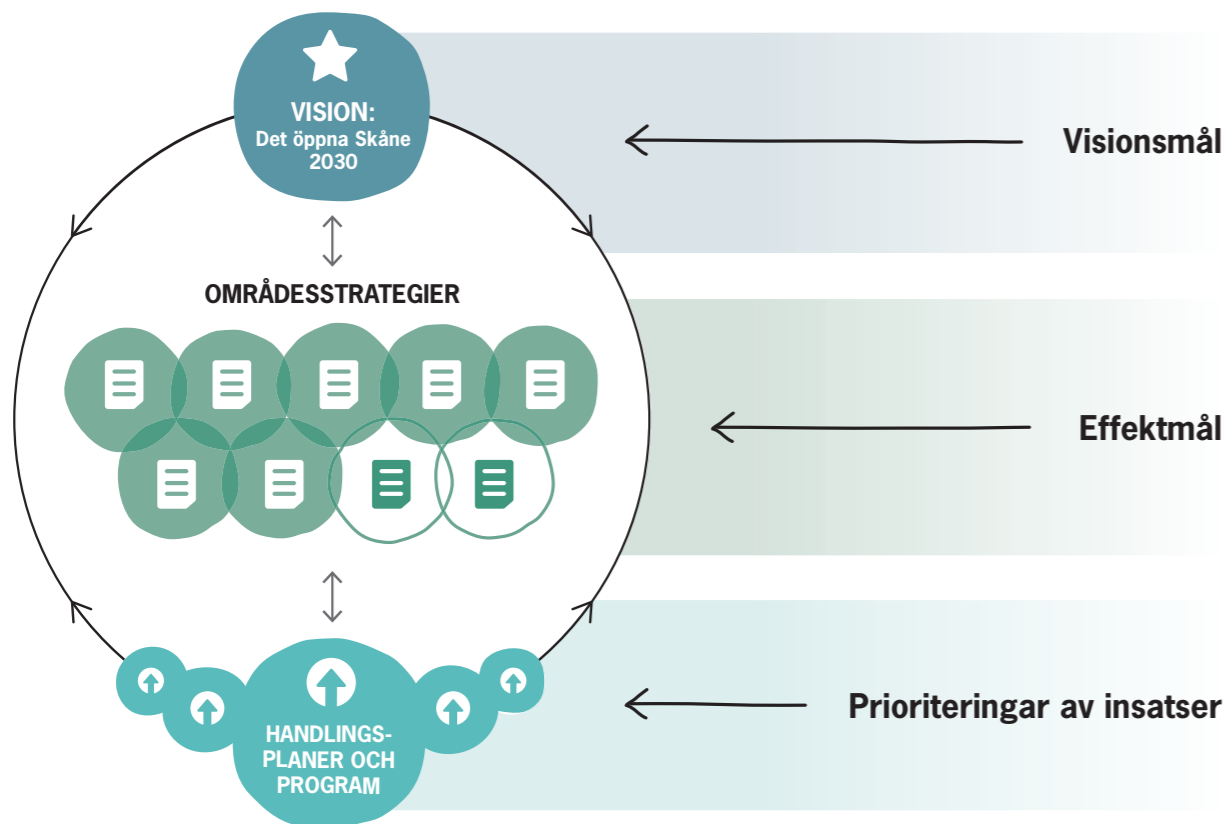 VISION:
Det öppna Skåne
2030
Visionsmål
OMRÅDESSTRATEGIER
Effektmål
Prioriteringar av insatser
HANDLINGS-
PLANER OCH
PROGRAM